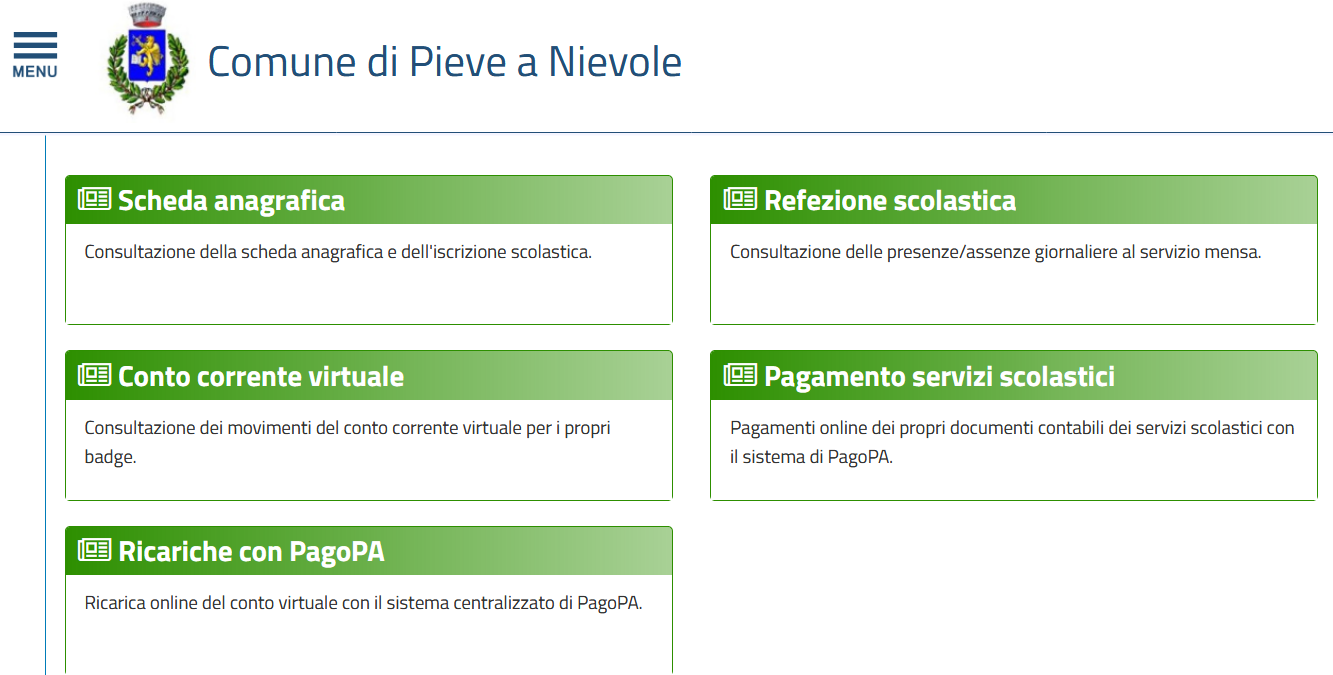 MENU
Comune di Pieve a Nievole
Scheda anagrafica
Consultazione della scheda anagrafica e dell'iscrizione scolastica.
Refezione scolastica
Consultazione delle presenze/assenze giornaliere al servizio mensa.
Conto corrente virtuale
Consultazione dei movimenti del conto corrente virtuale per i propri
badge.
Pagamento servizi scolastici
Pagamenti online dei propri documenti contabili dei servizi scolastici con
il sistema di PagoPA.
Ricariche con PagoPA
Ricarica online del conto virtuale con il sistema centralizzato di PagoPA.